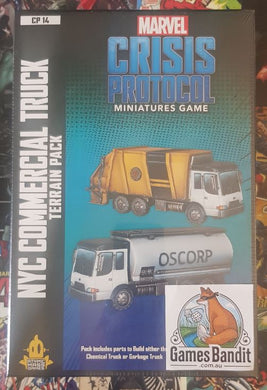 CP 14
MARVEL
CRISIS
PROTOCOL
MINIATURES GAME
NYC COMMERCIAL TRUCK
TERRAIN PACK
OSCORP
Pack includes parts to Build either the
Chemical Truck or Garbage Truck
Games Bandit
.com.au